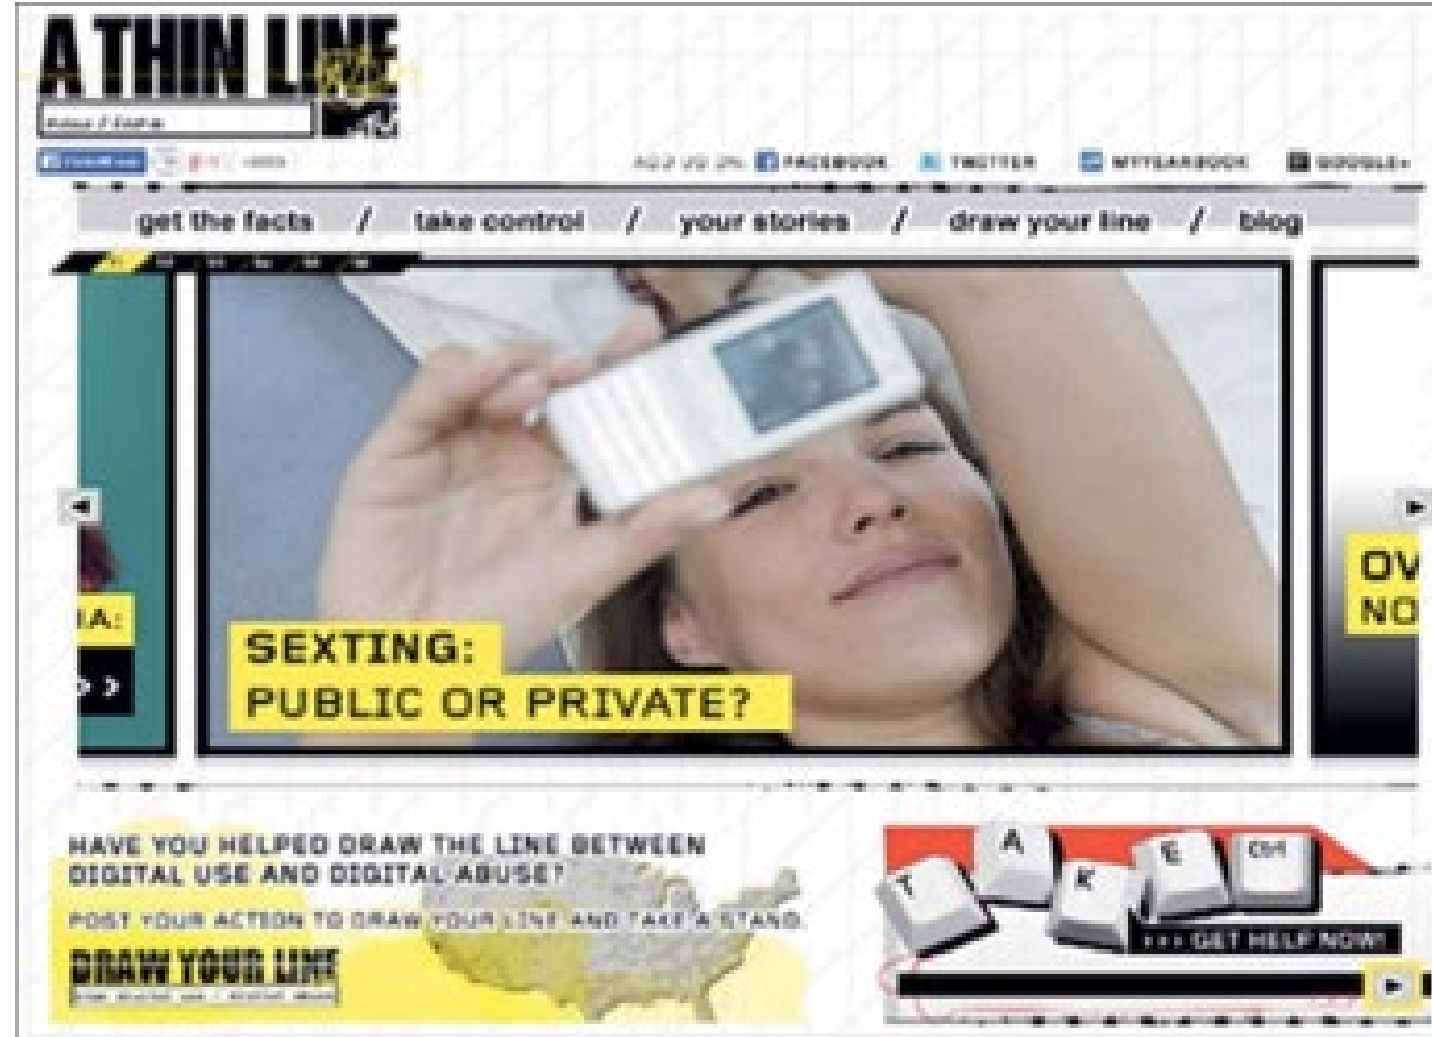 A THIN LINE
FACEBOOK
TWITTER
MYYEARBOOK
GOOGLE+
get the facts / take control / your stories / draw your line / blog
IA:
SEXTING:
PUBLIC OR PRIVATE?
OV
NO
HAVE YOU HELPED DRAW THE LINE BETWEEN
DIGITAL USE AND DIGITAL ABUSE?
POST YOUR ACTION TO DRAW YOUR LINE AND TAKE A STAND.
DRAW YOUR LINE
T A K E Ctrl
GET HELP NOW!